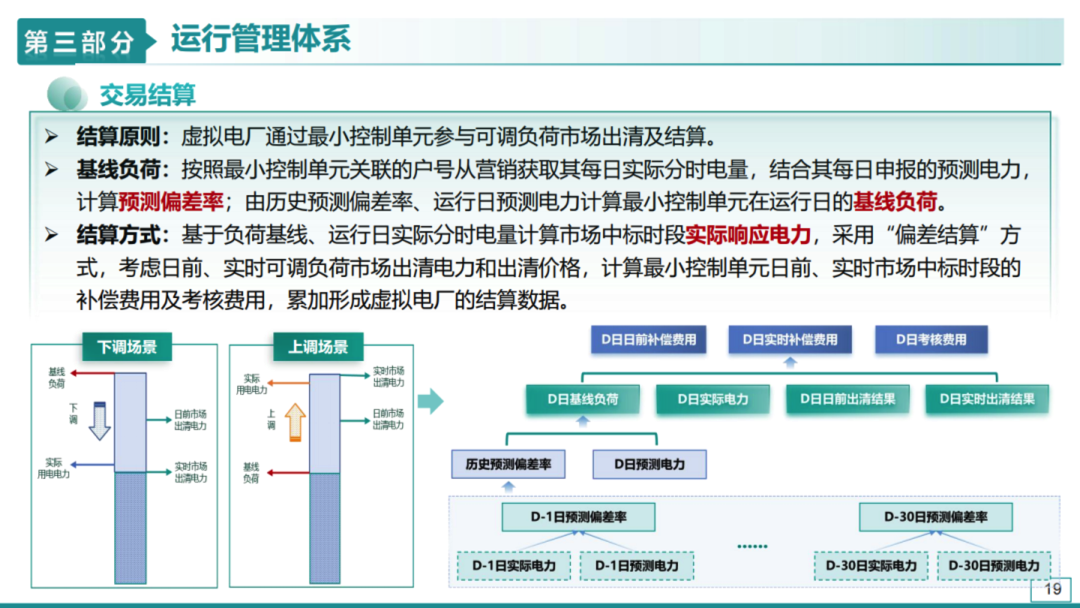 第三部分
运行管理体系
交易结算
➢ 结算原则：虚拟电厂通过最小控制单元参与可调负荷市场出清及结算。
➢ 基线负荷：按照最小控制单元关联的户号从营销获取其每日实际分时电量，结合其每日申报的预测电力，
计算预测偏差率；由历史预测偏差率、运行日预测电力计算最小控制单元在运行日的基线负荷。
➢ 结算方式：基于负荷基线、运行日实际分时电量计算市场中标时段实际响应电力，采用“偏差结算”方
式，考虑日前、实时可调负荷市场出清电力和出清价格，计算最小控制单元日前、实时市场中标时段的
补偿费用及考核费用，累加形成虚拟电厂的结算数据。
下调场景
基线
负荷
下
调
日前市场
出清电力
实际
用电电力
实时市场
出清电力
上调场景
实际
用电电力
实时市场
出清电力
上
调
日前市场
出清电力
基线
负荷
D日日前补偿费用
D日实时补偿费用
D日考核费用
D日基线负荷
D日实际电力
D日日前出清结果
D日实时出清结果
历史预测偏差率
D日预测电力
D-1日预测偏差率
D-30日预测偏差率
......
D-1日实际电力
D-1日预测电力
D-30日实际电力
D-30日预测电力
19